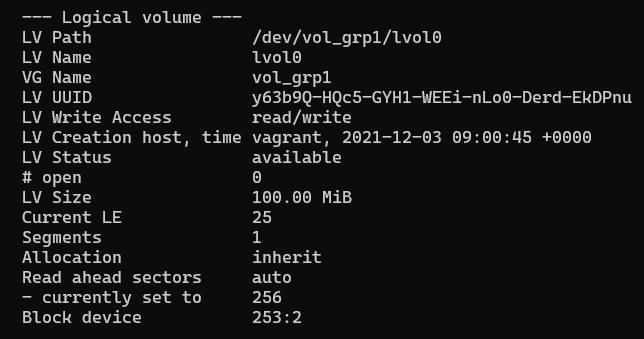 --- Logical volume ---
LV Path                /dev/vol_grp1/lvol0
LV Name                lvol0
VG Name                vol_grp1
LV UUID                y63b9Q-HQc5-GYH1-WEEi-nLo0-Derd-EkDPnu
LV Write Access        read/write
LV Creation host, time vagrant, 2021-12-03 09:00:45 +0000
LV Status              available
# open                 0
LV Size                100.00 MiB
Current LE             25
Segments               1
Allocation             inherit
Read ahead sectors     auto
- currently set to     256
Block device           253:2